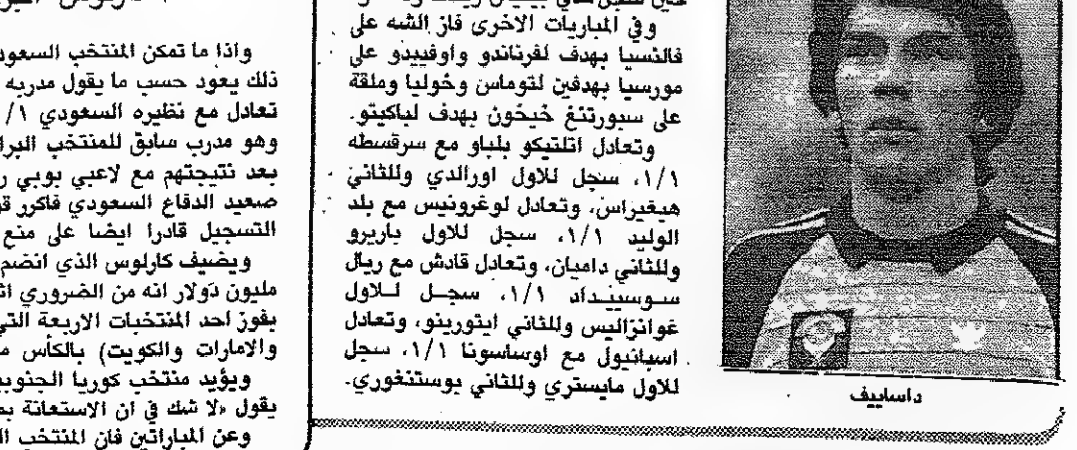 وفي المباريات الاخرى فاز الشه على
فالنسيا بهدف لفرناندو واوفييدو على
مورسيا بهدفين لتوماس وخوليا وملقة
على سبورتنغ خيخون بهدف لباكيتو.
وتعادل اتلتيكو بلباو مع سرقسطه
١/١، سجل للاول اورالدي وللثاني
هيغيراس، وتعادل لوغرونيس مع بلد
الوليد ١/١، سجل للاول باريرو
وللثاني داميان، وتعادل قادش مع ريال
سوسييداد ١/١، سجل للاول
غوانزاليس وللثاني ايتورينو، وتعادل
اسبانيول مع اوساسونا ١/١، سجل
للاول مايستري وللثاني بوستنغوري.
داساييف
واذا ما تمكن المنتخب السعود
ذلك يعود حسب ما يقول مدربه
تعادل مع نظيره السعودي ١/
وهو مدرب سابق للمنتخب البرا
بعد نتيجتهم مع لاعبي بوبي ر
صعيد الدفاع السعودي فاكرر قو
التسجيل قادرا ايضا على منع
ويضيف كارلوس الذي انضم
مليون دولار انه من الضروري اث
يفوز احد المنتخبات الاربعة التي
والامارات والكويت) بالكأس م
ويؤيد منتخب كوريا الجنوبي
يقول «لا شك في ان الاستعانة بم
وعن المباراتين فان المنتخب ال